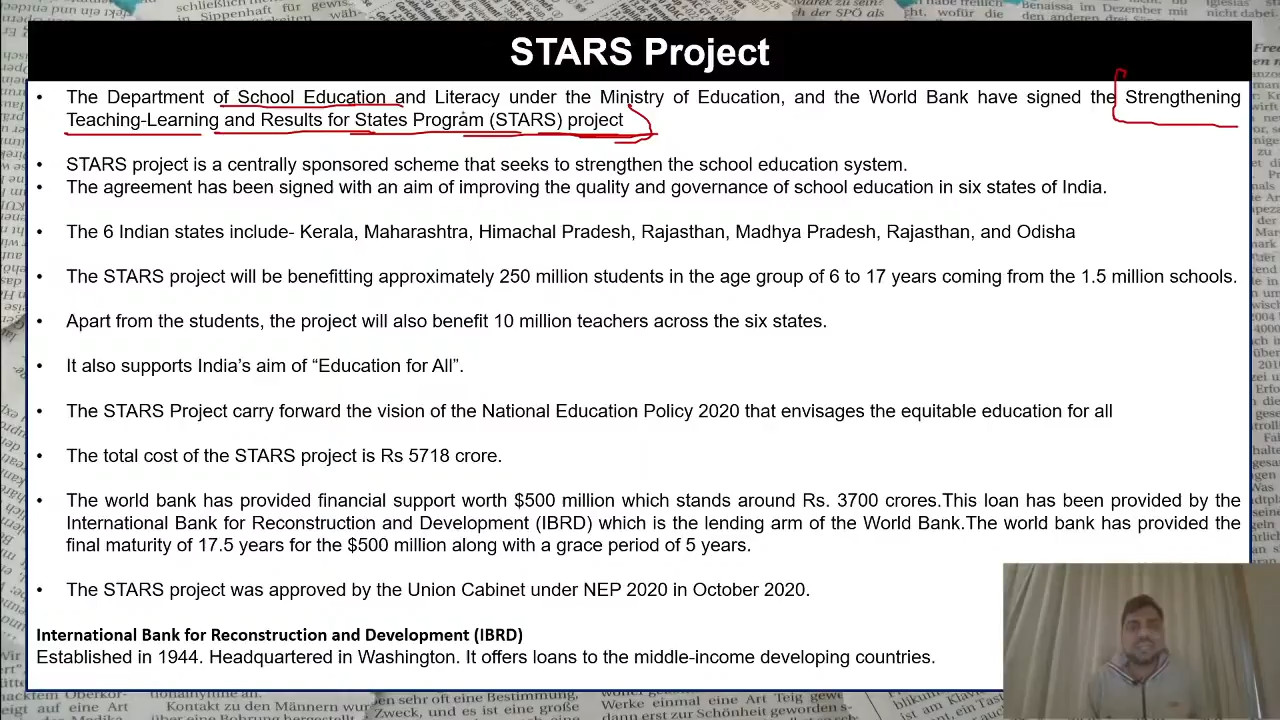 STARS Project
• The Department of School Education and Literacy under the Ministry of Education, and the World Bank have signed the Strengthening
Teaching-Learning and Results for States Program (STARS) project
• STARS project is a centrally sponsored scheme that seeks to strengthen the school education system.
• The agreement has been signed with an aim of improving the quality and governance of school education in six states of India.
• The 6 Indian states include- Kerala, Maharashtra, Himachal Pradesh, Rajasthan, Madhya Pradesh, Rajasthan, and Odisha
• The STARS project will be benefitting approximately 250 million students in the age group of 6 to 17 years coming from the 1.5 million schools.
• Apart from the students, the project will also benefit 10 million teachers across the six states.
• It also supports India’s aim of “Education for All”.
• The STARS Project carry forward the vision of the National Education Policy 2020 that envisages the equitable education for all
• The total cost of the STARS project is Rs 5718 crore.
• The world bank has provided financial support worth $500 million which stands around Rs. 3700 crores.This loan has been provided by the
International Bank for Reconstruction and Development (IBRD) which is the lending arm of the World Bank.The world bank has provided the
final maturity of 17.5 years for the $500 million along with a grace period of 5 years.
• The STARS project was approved by the Union Cabinet under NEP 2020 in October 2020.
International Bank for Reconstruction and Development (IBRD)
Established in 1944. Headquartered in Washington. It offers loans to the middle-income developing countries.